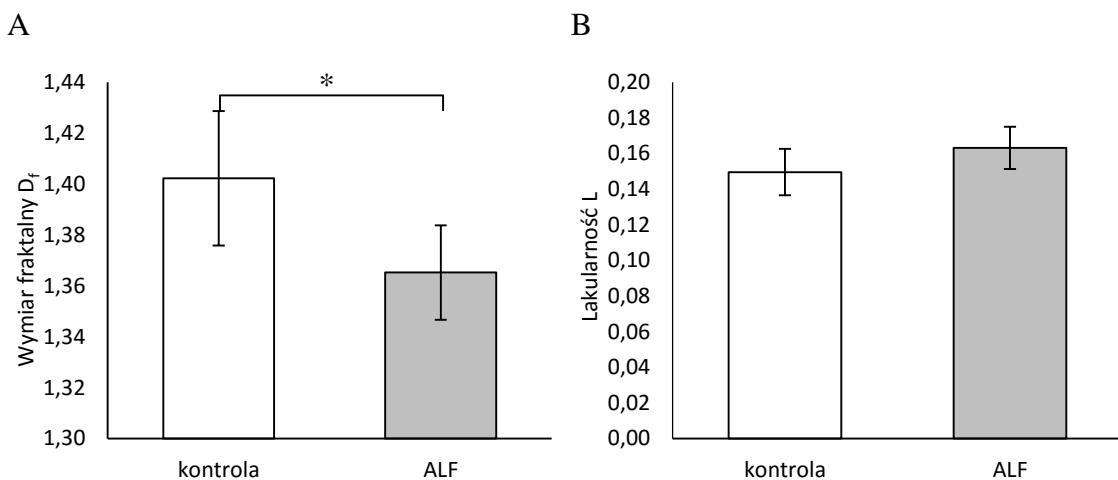 A
Wymiar fraktalny Df
1,44
1,42
1,40
1,38
1,36
1,34
1,32
1,30
*
kontrola
ALF
B
Lakularność L
0,20
0,18
0,16
0,14
0,12
0,10
0,08
0,06
0,04
0,02
0,00
kontrola
ALF